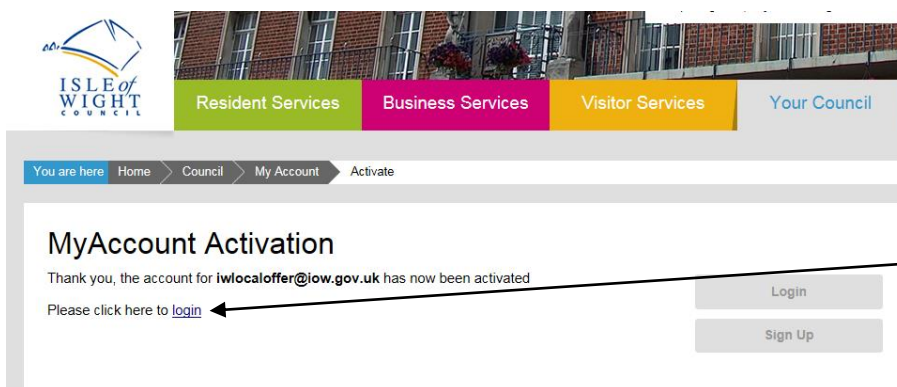 ISLE of
WIGHT
COUNCIL
Resident Services
Business Services
Visitor Services
Your Council
You are here Home Council My Account Activate
MyAccount Activation
Thank you, the account for iwlocaloffer@iow.gov.uk has now been activated
Please click here to login
Login
Sign Up